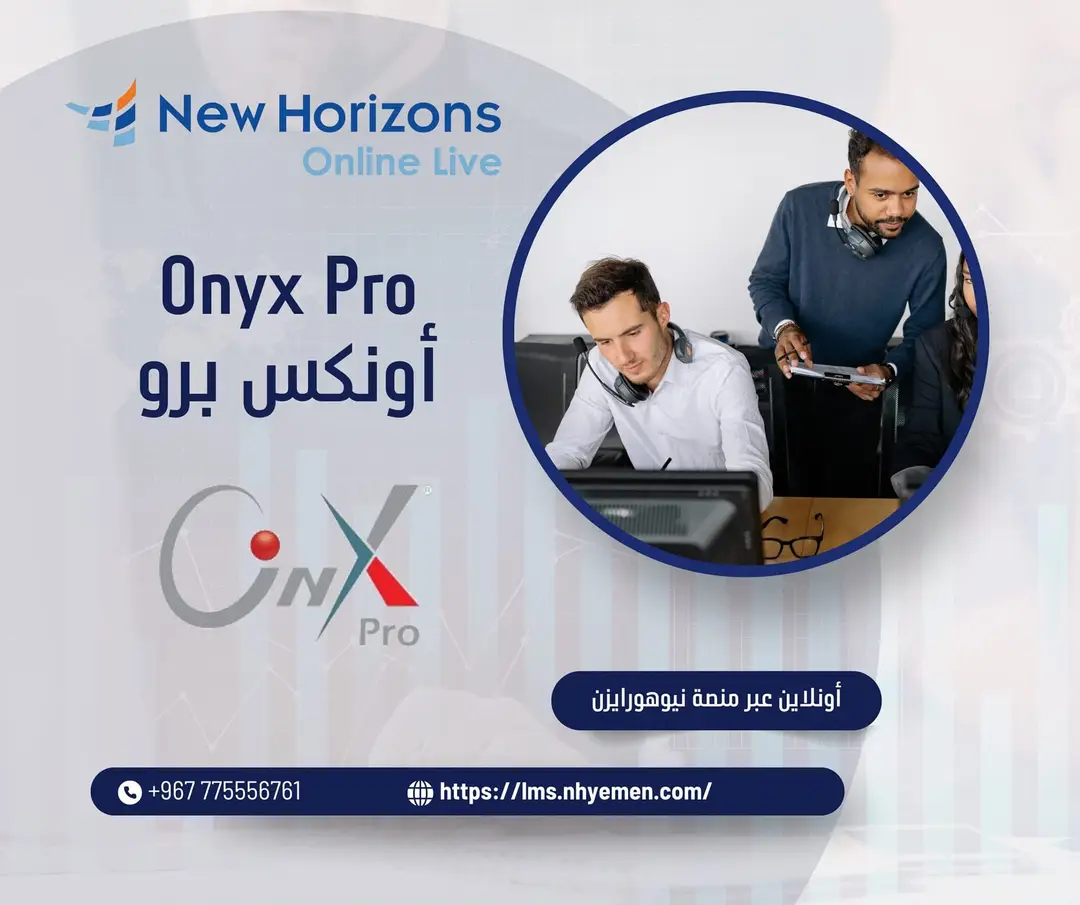 New Horizons
Online Live
Onyx Pro
أونكس برو
OnyX ®
Pro
أونلاين عبر منصة نيوهورايزن
+967 775556761
https://lms.nhyemen.com/